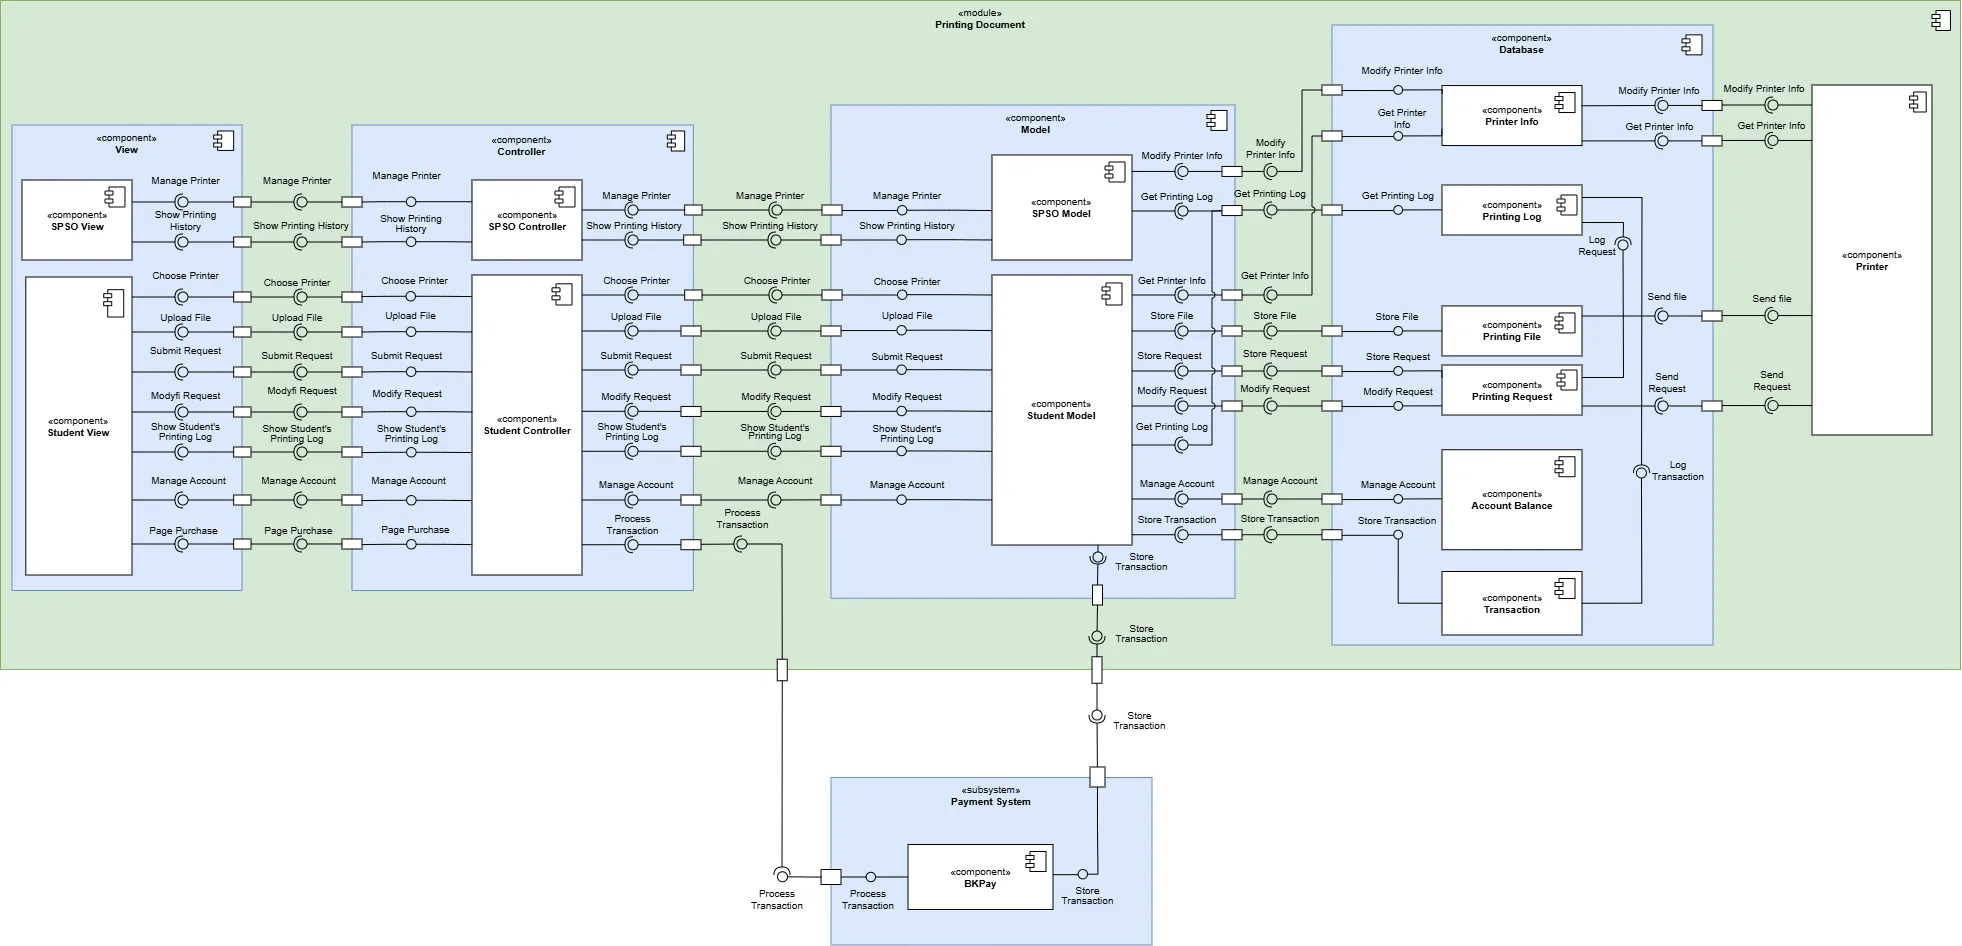 «module»
Printing Document
«component»
View
«component»
SPSO View
Manage Printer
Show Printing
History
«component»
Student View
Choose Printer
Upload File
Submit Request
Modyfi Request
Show Student's
Printing Log
Manage Account
Page Purchase
Manage Printer
Show Printing History
Choose Printer
Upload File
Submit Request
Modyfi Request
Show Student's
Printing Log
Manage Account
Page Purchase
«component»
Controller
Manage Printer
Show Printing
History
Choose Printer
Upload File
Submit Request
Modify Request
Show Student's
Printing Log
Manage Account
Page Purchase
«component»
SPSO Controller
«component»
Student Controller
Manage Printer
Show Printing History
Choose Printer
Upload File
Submit Request
Modify Request
Show Student's
Printing Log
Manage Account
Process
Transaction
Manage Printer
Show Printing History
Choose Printer
Upload File
Submit Request
Modify Request
Show Student's
Printing Log
Manage Account
Process
Transaction
«component»
Model
Manage Printer
Show Printing History
Choose Printer
Upload File
Submit Request
Modify Request
Show Student's
Printing Log
Manage Account
«component»
SPSO Model
«component»
Student Model
Modify Printer Info
Get Printing Log
Get Printer Info
Store File
Store Request
Modify Request
Get Printing Log
Manage Account
Store Transaction
Store
Transaction
Modify
Printer Info
Get Printing Log
Get Printer Info
Store File
Store Request
Modify Request
Manage Account
Store Transaction
Store
Transaction
Store
Transaction
«component»
Database
Modify Printer Info
Get Printer
Info
Get Printing Log
Store File
Store Request
Modify Request
Manage Account
Store Transaction
«component»
Printer Info
«component»
Printing Log
«component»
Printing File
«component»
Printing Request
«component»
Account Balance
«component»
Transaction
Modify Printer Info
Get Printer Info
Log
Request
Send file
Send
Request
Log
Transaction
Modify Printer Info
Get Printer Info
Send file
Send
Request
«component»
Printer
«subsystem»
Payment System
Process
Transaction
Process
Transaction
«component»
BKPay
Store
Transaction